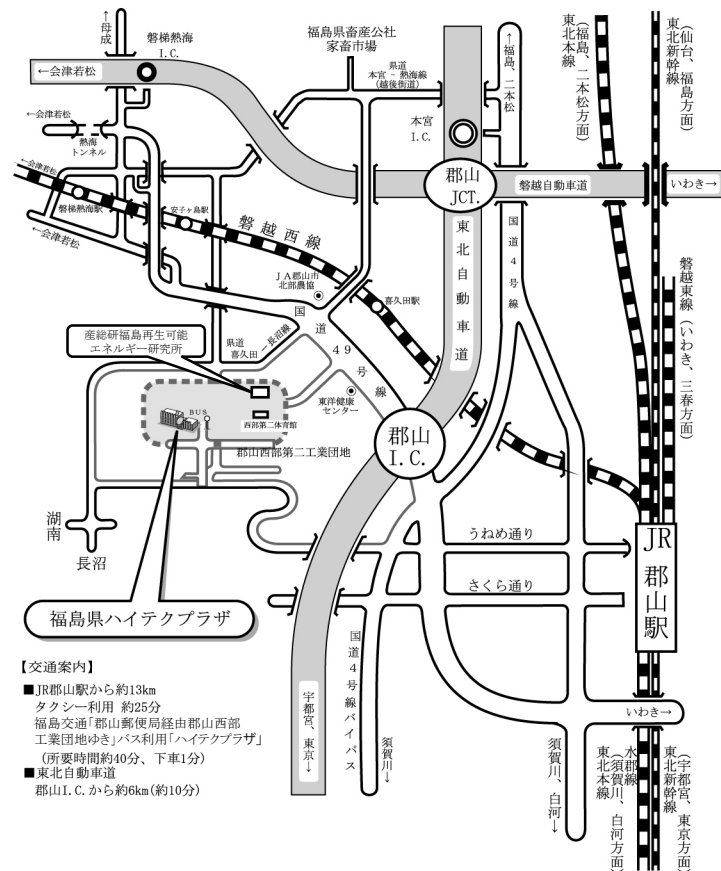 ←母成
磐梯熱海
I.C.
←会津若松
福島県畜産公社
家畜市場
県道
本宮－熱海線
(越後街道)
←福島、二本松
本宮
I.C.
東北本線
(福島、二本松方面)
東北新幹線
(仙台、福島方面)
←会津若松
熱海
トンネル
郡山
JCT.
磐越自動車道
いわき→
←会津若松
磐梯熱海駅
←会津若松
安子ヶ島駅
磐越西線
東北自動車道
国道4号線
磐越東線(いわき、三春方面)
JA郡山市
北部農協
喜久田駅
国道49号線
県道
喜久田－長沼線
産総研福島再生可能
エネルギー研究所
東洋健康
センター
BUS
西部第二体育館
郡山西部第二工業団地
郡山
I.C.
湖南
長沼
うねめ通り
さくら通り
JR
郡山駅
福島県ハイテクプラザ
国道4号線バイパス
宇都宮、東京→
須賀川→
須賀川、白河→
いわき→
水郡線
東北本線
(須賀川、白河方面)
東北新幹線
(宇都宮、東京方面)
【交通案内】
■JR郡山駅から約13km
タクシー利用 約25分
福島交通「郡山郵便局経由郡山西部
工業団地ゆき」バス利用「ハイテクプラザ」
(所要時間約40分、下車1分)
■東北自動車道
郡山I.C.から約6km(約10分)